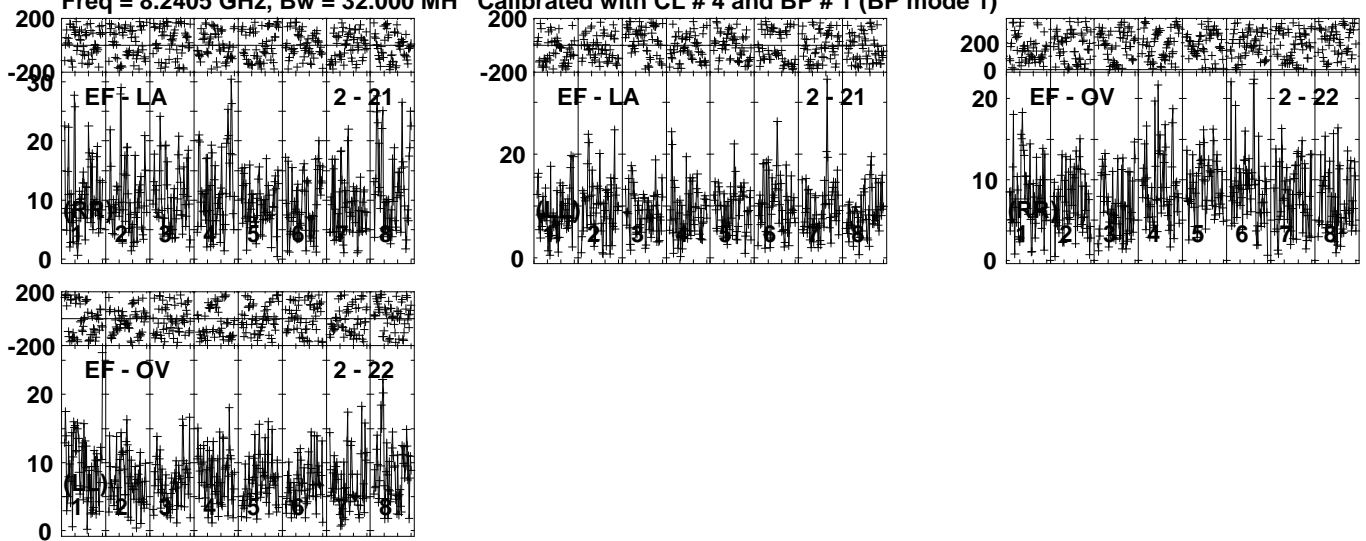 Freq = 8.2405 GHz, Bw = 32.000 MH Calibrated with CL # 4 and BP # 1 (BP mode 1)
200
-200
30
20
10
0
EF - LA 2 - 21
(RR)
1 2 3 4 5 6 7 8
200
-200
20
0
EF - LA 2 - 21
(LL)
1 2 3 4 5 6 7 8
200
0
20
10
0
EF - OV 2 - 22
(RR)
1 2 3 4 5 6 7 8
200
-200
20
10
0
EF - OV 2 - 22
(LL)
1 2 3 4 5 6 7 8